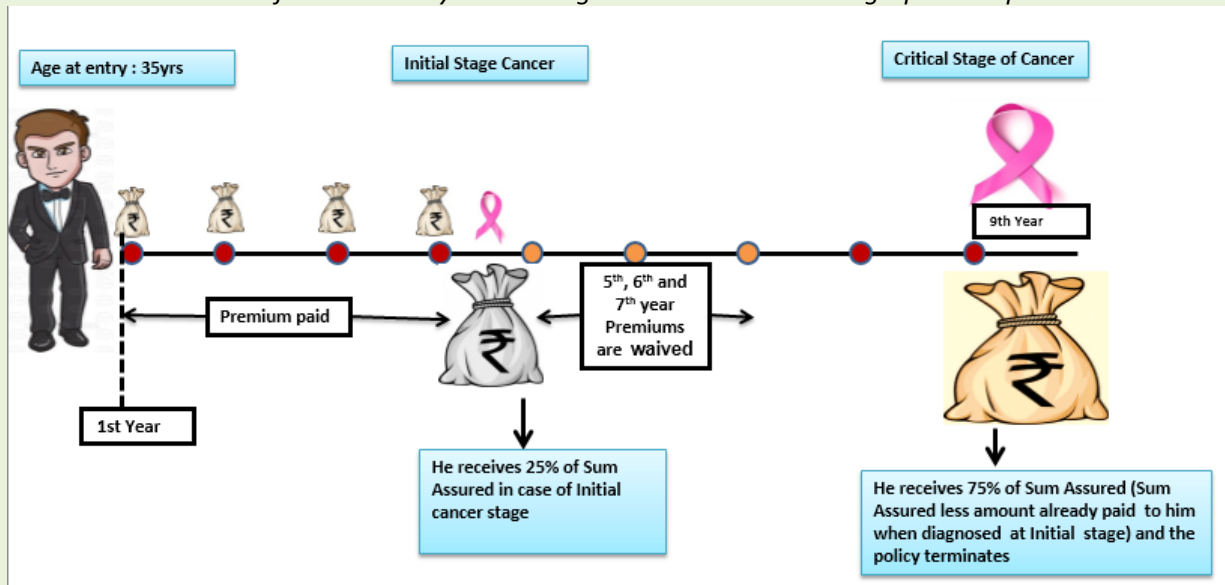 Age at entry : 35yrs
Initial Stage Cancer
Critical Stage of Cancer
₹
₹
₹
₹
9th Year
Premium paid
5th, 6th and
7th year
Premiums
are waived
₹
₹
1st Year
He receives 25% of Sum
Assured in case of Initial
cancer stage
He receives 75% of Sum Assured (Sum
Assured less amount already paid to him
when diagnosed at Initial stage) and the
policy terminates